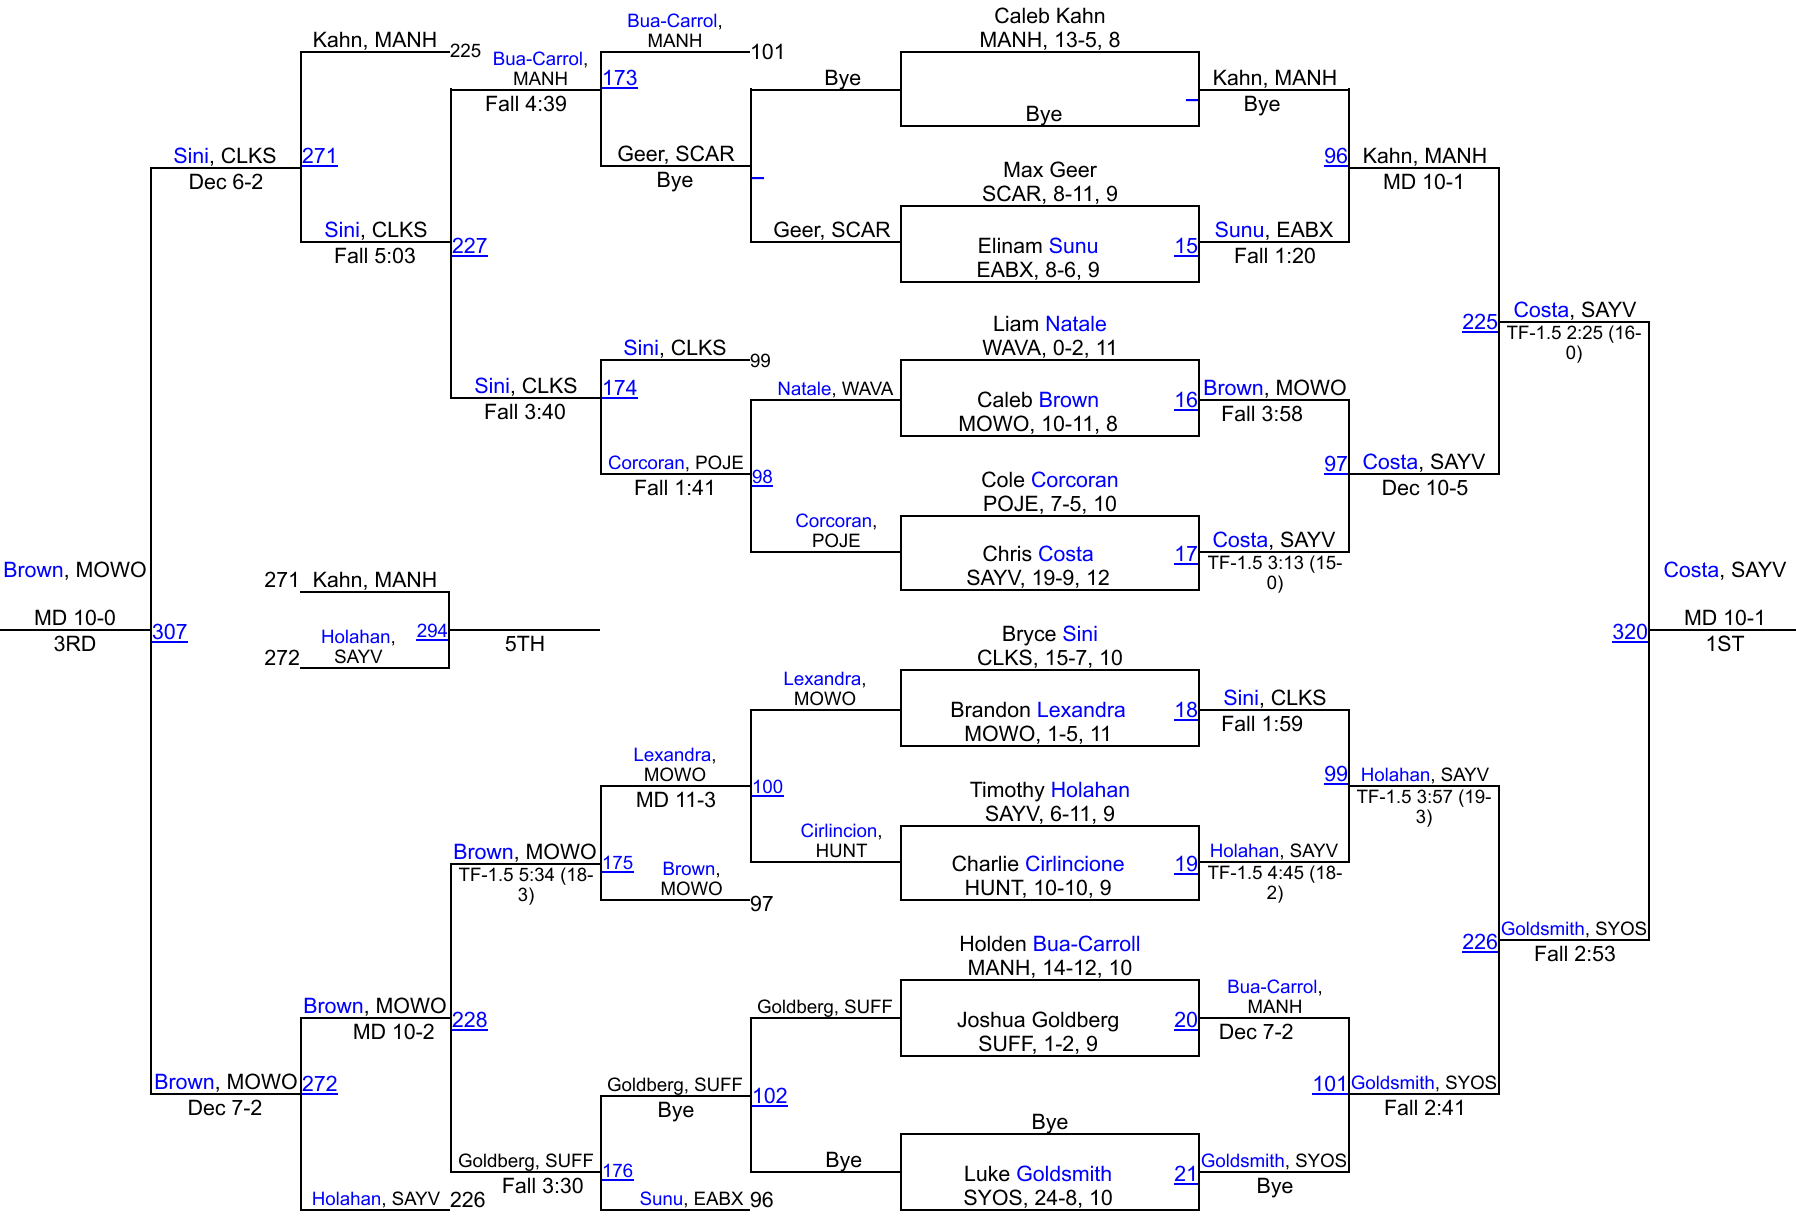 Kahn, MANH
225
Bua-Carrol,
MANH
Fall 4:39
Bua-Carrol,
MANH
101
173
Geer, SCAR
Bye
Sini, CLKS
Dec 6-2
271
Sini, CLKS
Fall 5:03
227
Sini, CLKS
99
Sini, CLKS
Fall 3:40
174
Corcoran, POJE
Fall 1:41
98
Bye
Geer, SCAR
Natale, WAVA
Corcoran,
POJE
Caleb Kahn
MANH, 13-5, 8
Bye
Max Geer
SCAR, 8-11, 9
Elinam Sunu
EABX, 8-6, 9
15
Liam Natale
WAVA, 0-2, 11
Caleb Brown
MOWO, 10-11, 8
16
Cole Corcoran
POJE, 7-5, 10
Chris Costa
SAYV, 19-9, 12
17
Kahn, MANH
Bye
96
Kahn, MANH
MD 10-1
Sunu, EABX
Fall 1:20
225
Costa, SAYV
TF-1.5 2:25 (16-
0)
Brown, MOWO
Fall 3:58
97
Costa, SAYV
Dec 10-5
Costa, SAYV
TF-1.5 3:13 (15-
0)
Brown, MOWO
MD 10-0
3RD
307
271
Kahn, MANH
272
Holahan,
SAYV
294
5TH
320
Costa, SAYV
MD 10-1
1ST
Lexandra,
MOWO
Lexandra,
MOWO
MD 11-3
100
Cirlincion,
HUNT
Brown, MOWO
TF-1.5 5:34 (18-
3)
175
Brown,
MOWO
97
Brown, MOWO
MD 10-2
228
Brown, MOWO
Dec 7-2
272
Goldberg, SUFF
Goldberg, SUFF
Bye
102
Bye
Goldberg, SUFF
Fall 3:30
176
Holahan, SAYV
226
Sunu, EABX
96
Bryce Sini
CLKS, 15-7, 10
Brandon Lexandra
MOWO, 1-5, 11
18
Timothy Holahan
SAYV, 6-11, 9
Charlie Cirlincione
HUNT, 10-10, 9
19
Holden Bua-Carroll
MANH, 14-12, 10
Joshua Goldberg
SUFF, 1-2, 9
20
Bye
Luke Goldsmith
SYOS, 24-8, 10
21
Sini, CLKS
Fall 1:59
99
Holahan, SAYV
TF-1.5 3:57 (19-
3)
Holahan, SAYV
TF-1.5 4:45 (18-
2)
226
Goldsmith, SYOS
Fall 2:53
Bua-Carrol,
MANH
Dec 7-2
101
Goldsmith, SYOS
Fall 2:41
Goldsmith, SYOS
Bye